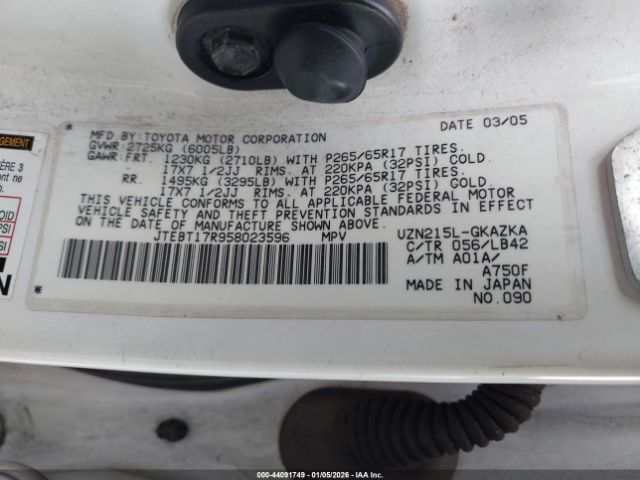 MFD.BY:TOYOTA MOTOR CORPORATION DATE 03/05
GVWR:2725KG (6005LB)
GAWR:FRT. 1230KG (2710LB) WITH P265/65R17 TIRES.
17X7 1/2JJ RIMS. AT 220KPA (32PSI) COLD.
RR. 1495KG (3295LB) WITH P265/65R17 TIRES.
17X7 1/2JJ RIMS. AT 220KPA (32PSI) COLD.
THIS VEHICLE CONFORMS TO ALL APPLICABLE FEDERAL MOTOR
VEHICLE SAFETY AND THEFT PREVENTION STANDARDS IN EFFECT
ON THE DATE OF MANUFACTURE SHOWN ABOVE.
JTEBT17R958023596 MPV UZN215L-GKAZKA
C/TR 056/LB42
A/TM A01A/
A750F
MADE IN JAPAN
NO.090
*
ÈRE 3
000-44091749 | 01/05/2026 | IAA Inc.